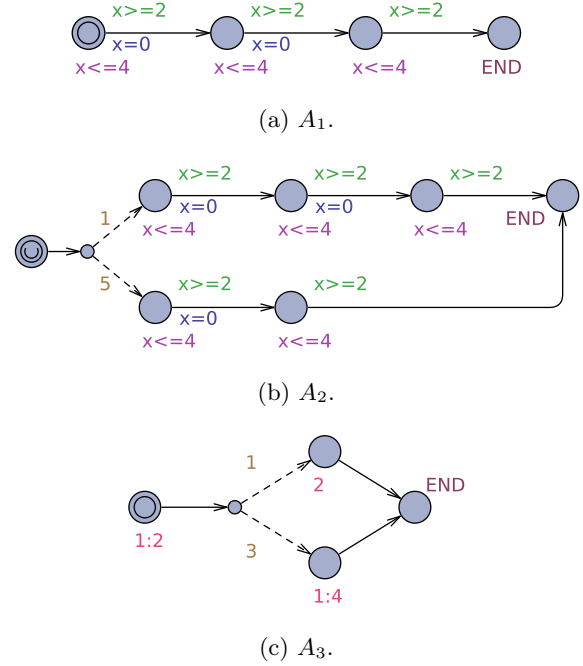 x>=2 x>=2 x>=2
x=0 x=0
x<=4 x<=4 x<=4 END
(a) A₁.
x>=2 x>=2 x>=2
1 x=0 x=0 END
x<=4 x<=4 x<=4
U
5 x>=2 x>=2
x=0
x<=4 x<=4
(b) A₂.
1
2 END
1:2
3
1:4
(c) A₃.